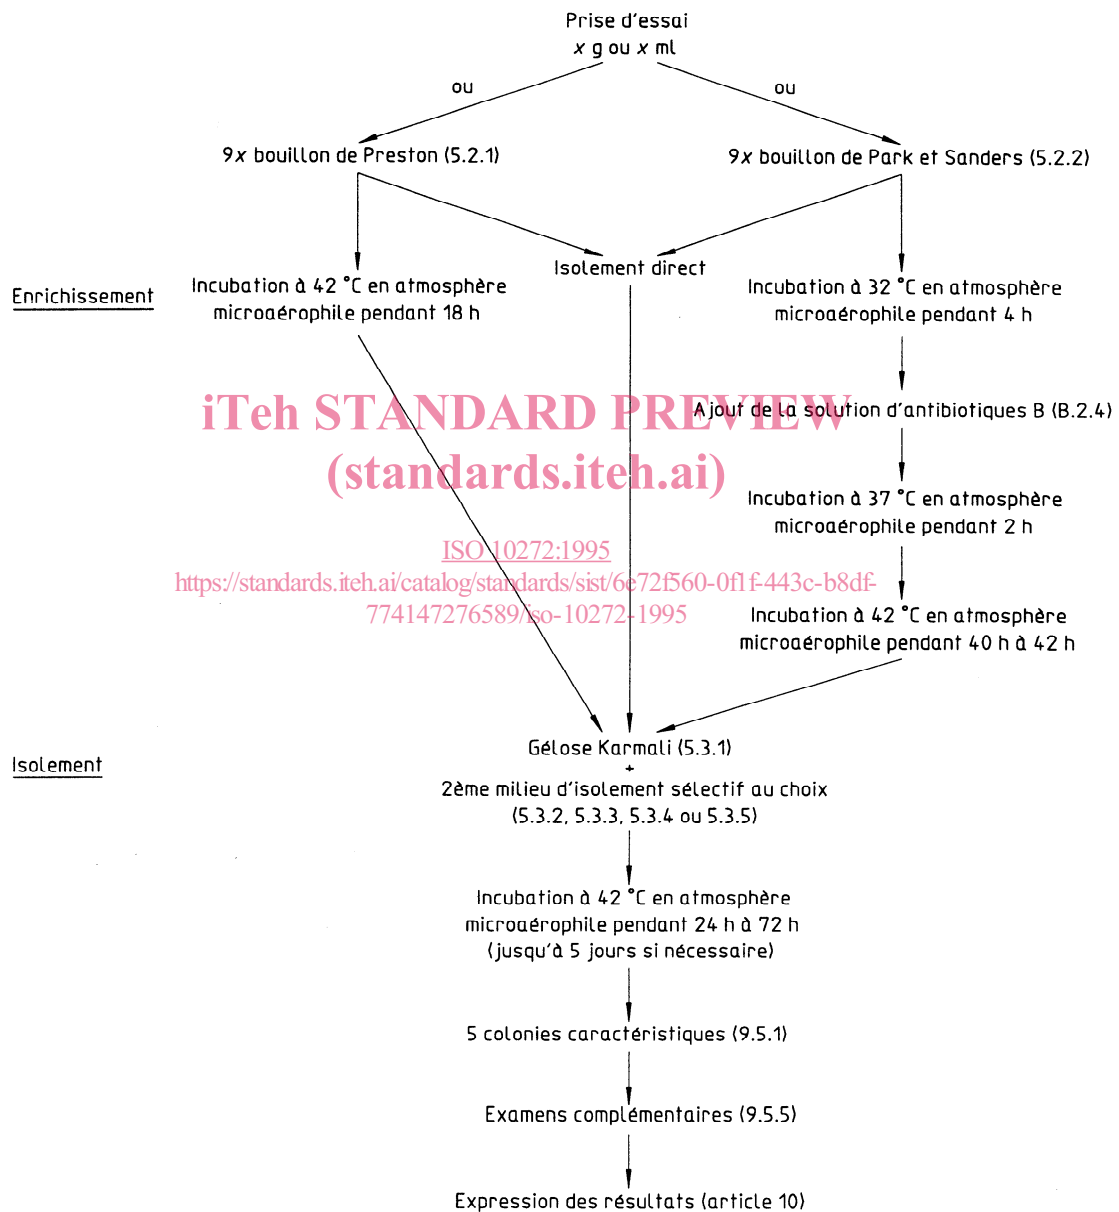 Prise d'essai
x g ou x ml
ou
ou
9x bouillon de Preston (5.2.1)
9x bouillon de Park et Sanders (5.2.2)
Isolement direct
Enrichissement
Incubation à 42 °C en atmosphère
microaérophile pendant 18 h
Incubation à 32 °C en atmosphère
microaérophile pendant 4 h
iTeh STANDARD PREVIEW
(standards.iteh.ai)
Ajout de la solution d'antibiotiques B (B.2.4)
Incubation à 37 °C en atmosphère
microaérophile pendant 2 h
ISO 10272:1995
https://standards.iteh.ai/catalog/standards/sist/6e72f560-0f1f-443c-b8df-
774147276589/iso-10272-1995
Incubation à 42 °C en atmosphère
microaérophile pendant 40 h à 42 h
Isolement
Gélose Karmali (5.3.1)
+
2ème milieu d'isolement sélectif au choix
(5.3.2, 5.3.3, 5.3.4 ou 5.3.5)
Incubation à 42 °C en atmosphère
microaérophile pendant 24 h à 72 h
(jusqu'à 5 jours si nécessaire)
5 colonies caractéristiques (9.5.1)
Examens complémentaires (9.5.5)
Expression des résultats (article 10)